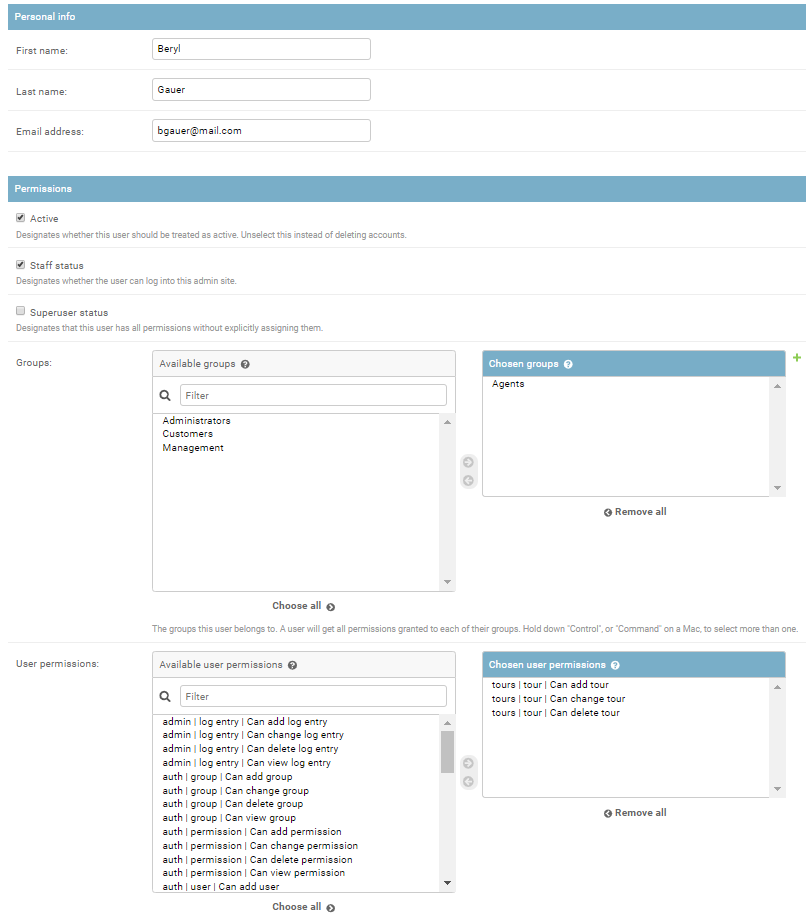 Personal info
First name:
Beryl
Last name:
Gauer
Email address:
bgauer@mail.com
Permissions
Active
Designates whether this user should be treated as active. Unselect this instead of deleting accounts.
Staff status
Designates whether the user can log into this admin site.
Superuser status
Designates that this user has all permissions without explicitly assigning them.
Groups:
Available groups ?
Filter
Administrators
Customers
Management
Choose all
Chosen groups ?
Agents
Remove all
The groups this user belongs to. A user will get all permissions granted to each of their groups. Hold down "Control", or "Command" on a Mac, to select more than one.
User permissions:
Available user permissions ?
Filter
admin | log entry | Can add log entry
admin | log entry | Can change log entry
admin | log entry | Can delete log entry
admin | log entry | Can view log entry
auth | group | Can add group
auth | group | Can change group
auth | group | Can delete group
auth | group | Can view group
auth | permission | Can add permission
auth | permission | Can change permission
auth | permission | Can delete permission
auth | permission | Can view permission
auth | user | Can add user
Choose all
Chosen user permissions ?
tours | tour | Can add tour
tours | tour | Can change tour
tours | tour | Can delete tour
Remove all